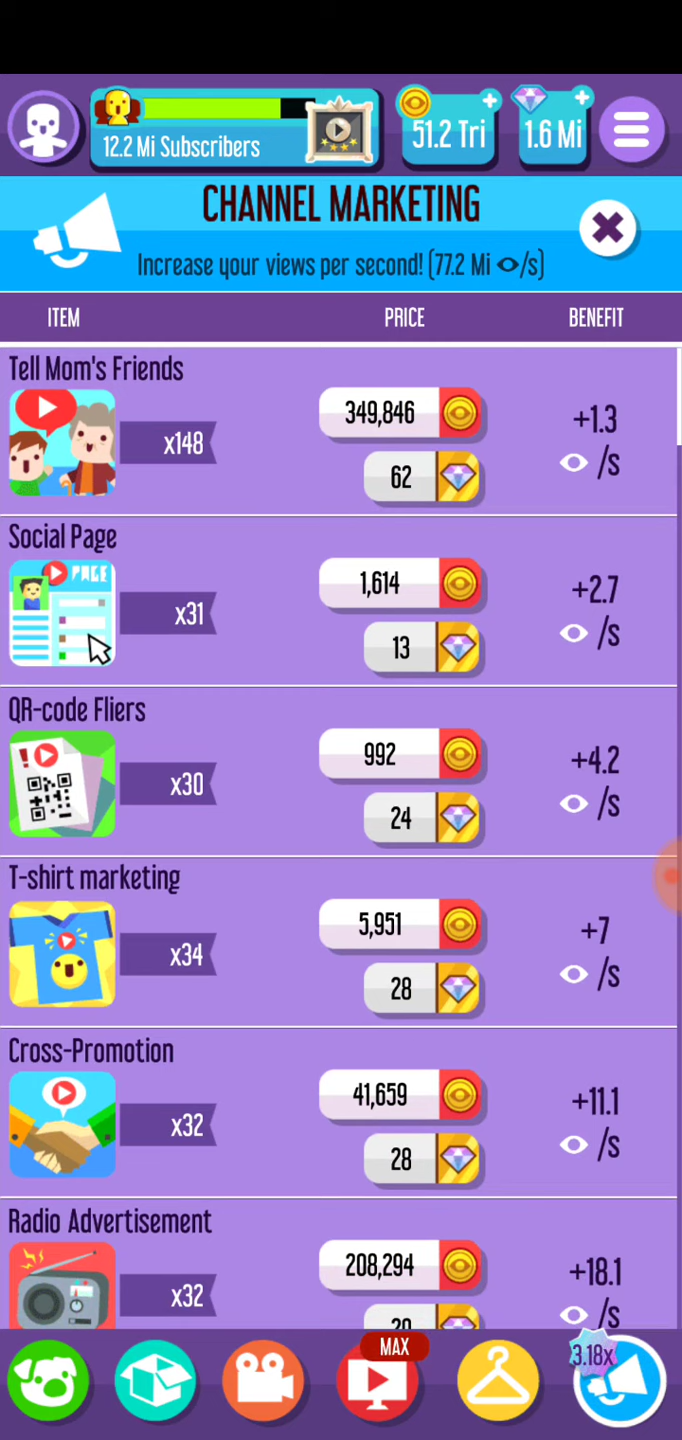 12.2 Mi Subscribers
51.2 Tri
1.6 Mi
CHANNEL MARKETING
Increase your views per second! (77.2 Mi /s)
ITEM PRICE BENEFIT
Tell Mom's Friends
x148
349,846
62
+1.3
/s
Social Page
PAGE
x31
1,614
13
+2.7
/s
QR-code Fliers
x30
992
24
+4.2
/s
T-shirt marketing
x34
5,951
28
+7
/s
Cross-Promotion
x32
41,659
28
+11.1
/s
Radio Advertisement
x32
208,294
+18.1
/s
MAX
3.18x